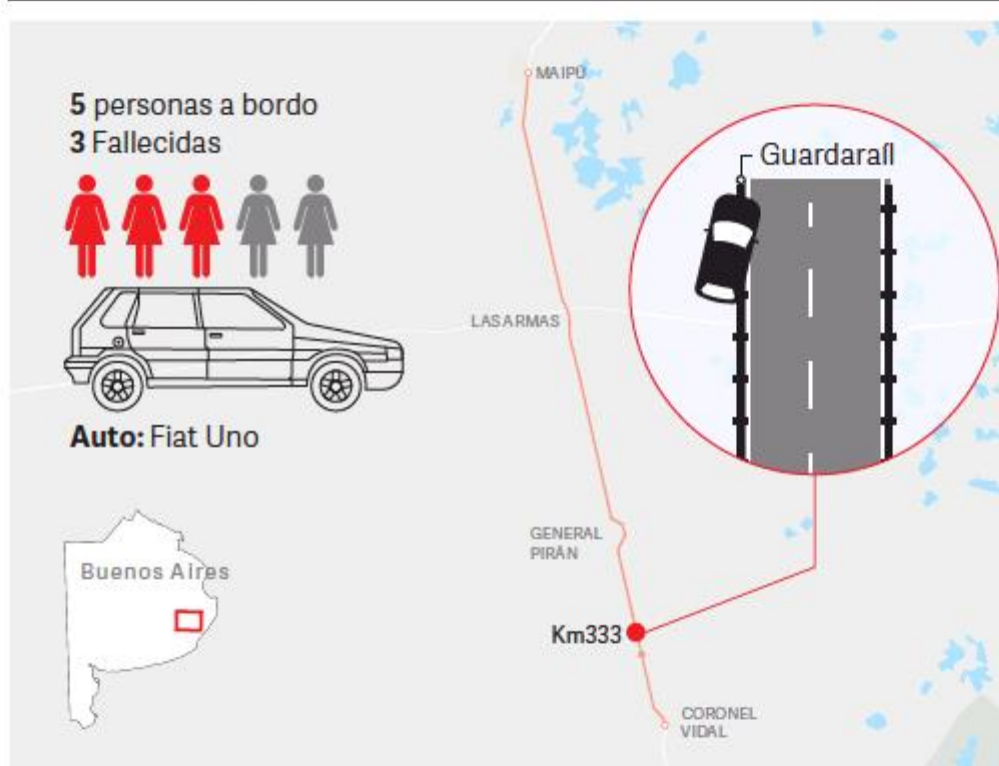 5 personas a bordo
3 Fallecidas
Auto: Fiat Uno
Buenos Aires
MAIPÚ
LAS ARMAS
GENERAL
PIRÁN
Km333
CORONEL
VIDAL
Guardaraíl